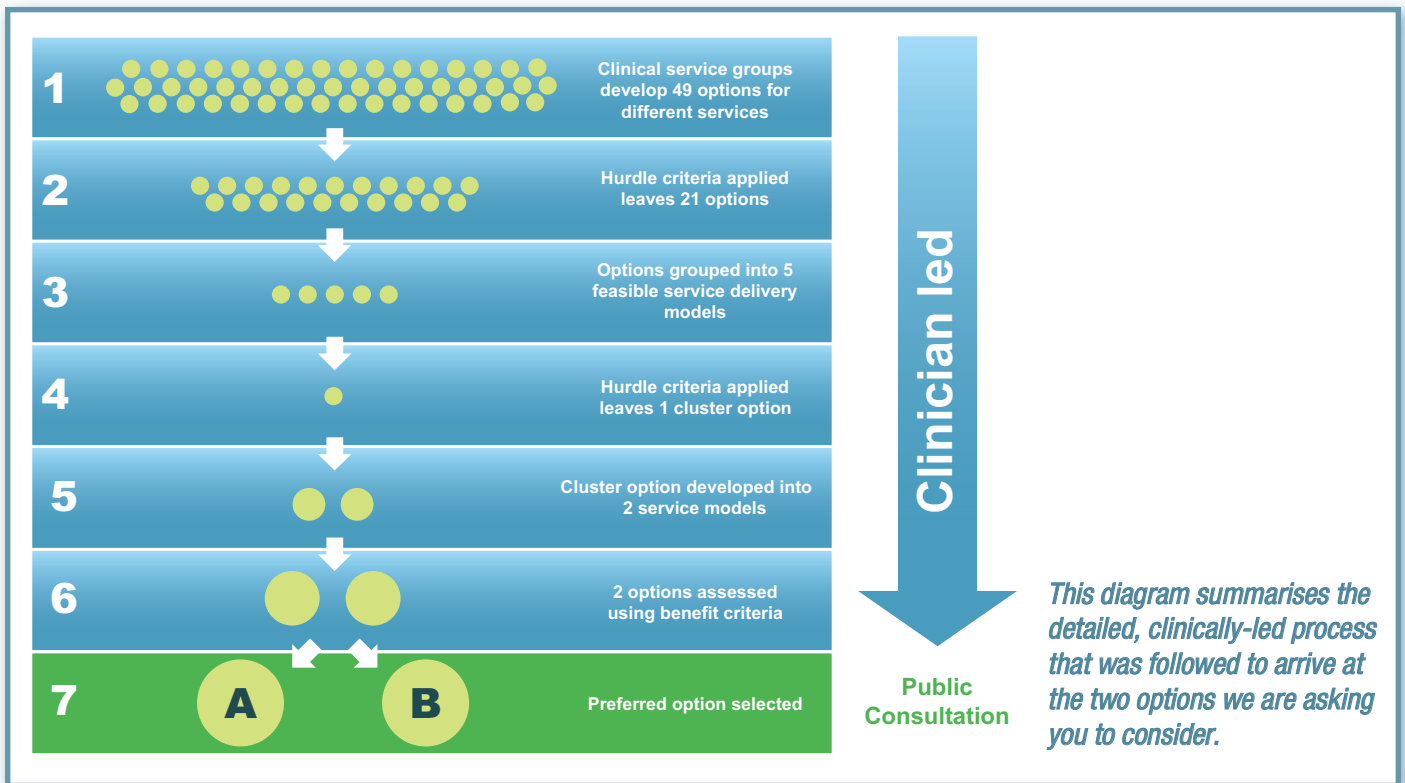 1
Clinical service groups
develop 49 options for
different services
2
Hurdle criteria applied
leaves 21 options
3
Options grouped into 5
feasible service delivery
models
4
Hurdle criteria applied
leaves 1 cluster option
5
Cluster option developed into
2 service models
6
2 options assessed
using benefit criteria
7
A
B
Preferred option selected
Clinician led
Public
Consultation
This diagram summarises the
detailed, clinically-led process
that was followed to arrive at
the two options we are asking
you to consider.